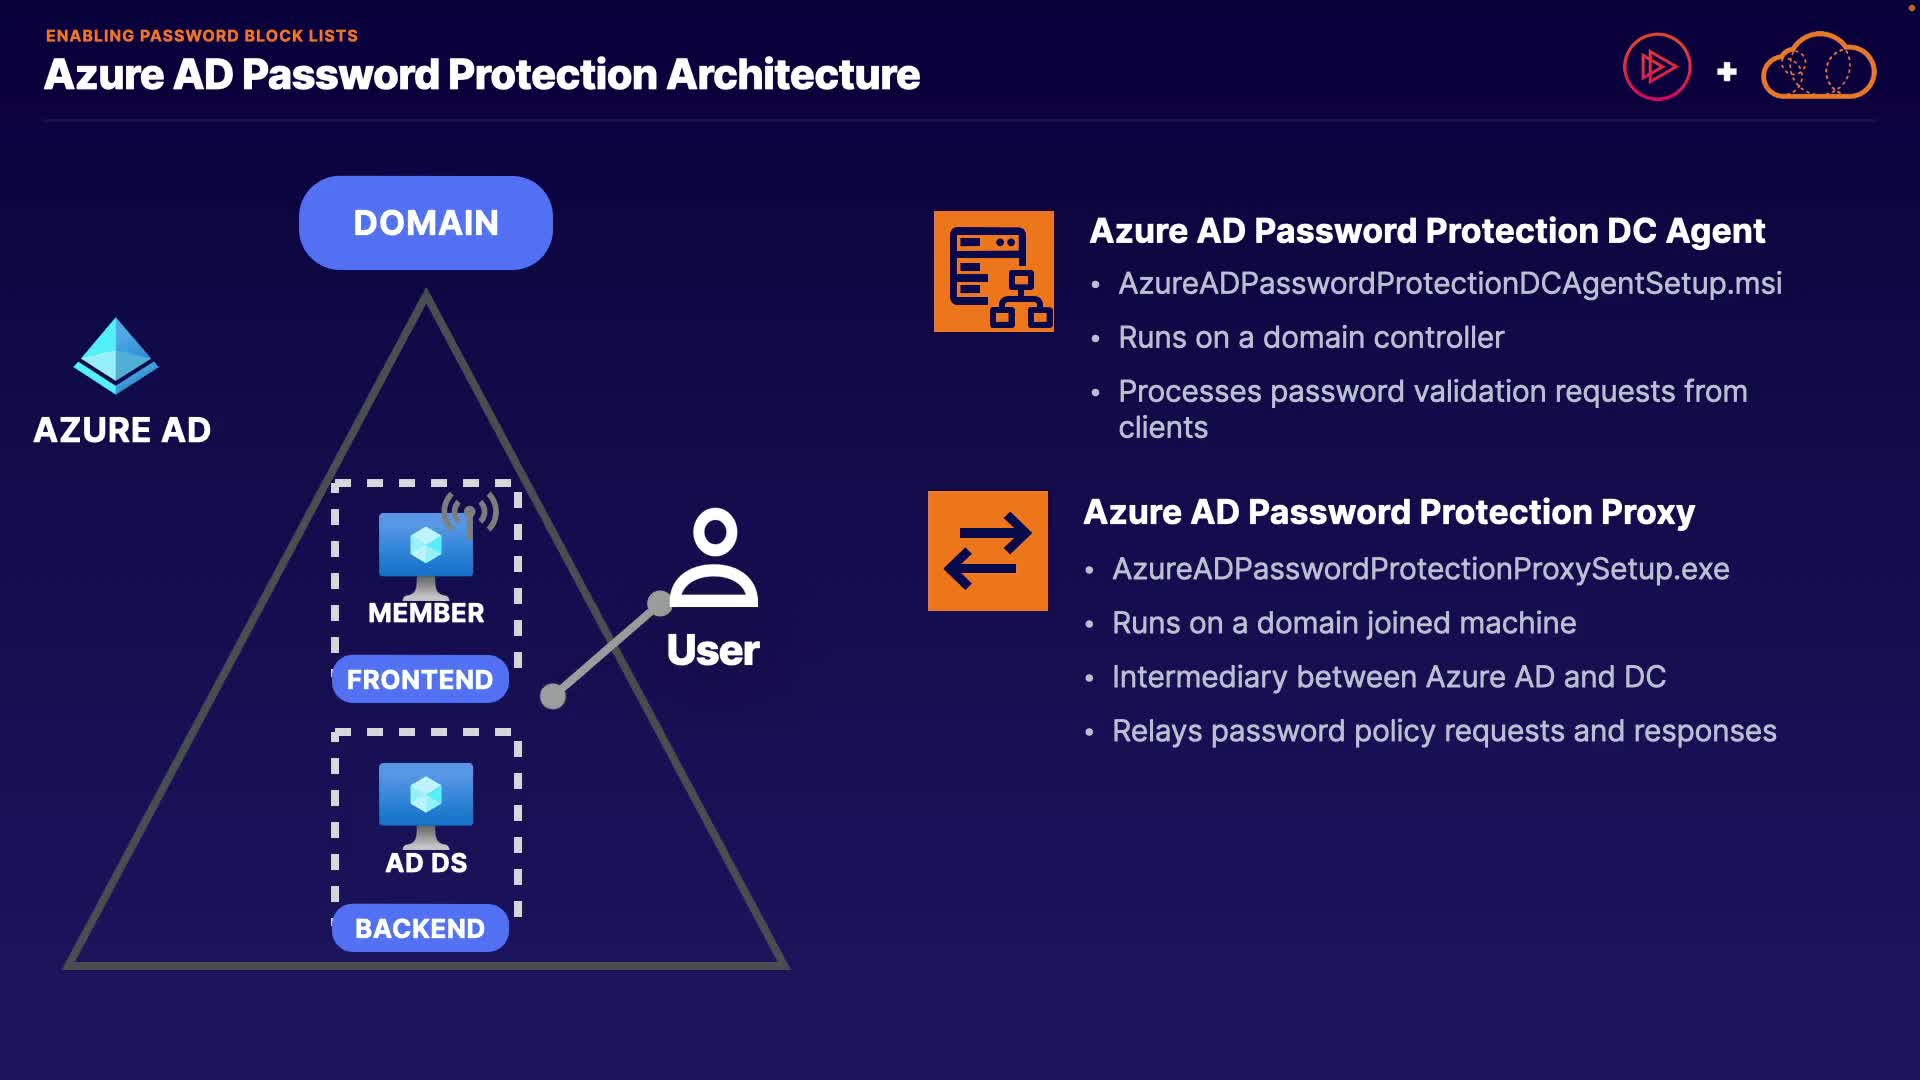 ENABLING PASSWORD BLOCK LISTS
Azure AD Password Protection Architecture
DOMAIN
AZURE AD
MEMBER
FRONTEND
User
AD DS
BACKEND
Azure AD Password Protection DC Agent
• AzureADPasswordProtectionDCAgentSetup.msi
• Runs on a domain controller
• Processes password validation requests from
clients
Azure AD Password Protection Proxy
• AzureADPasswordProtectionProxySetup.exe
• Runs on a domain joined machine
• Intermediary between Azure AD and DC
• Relays password policy requests and responses